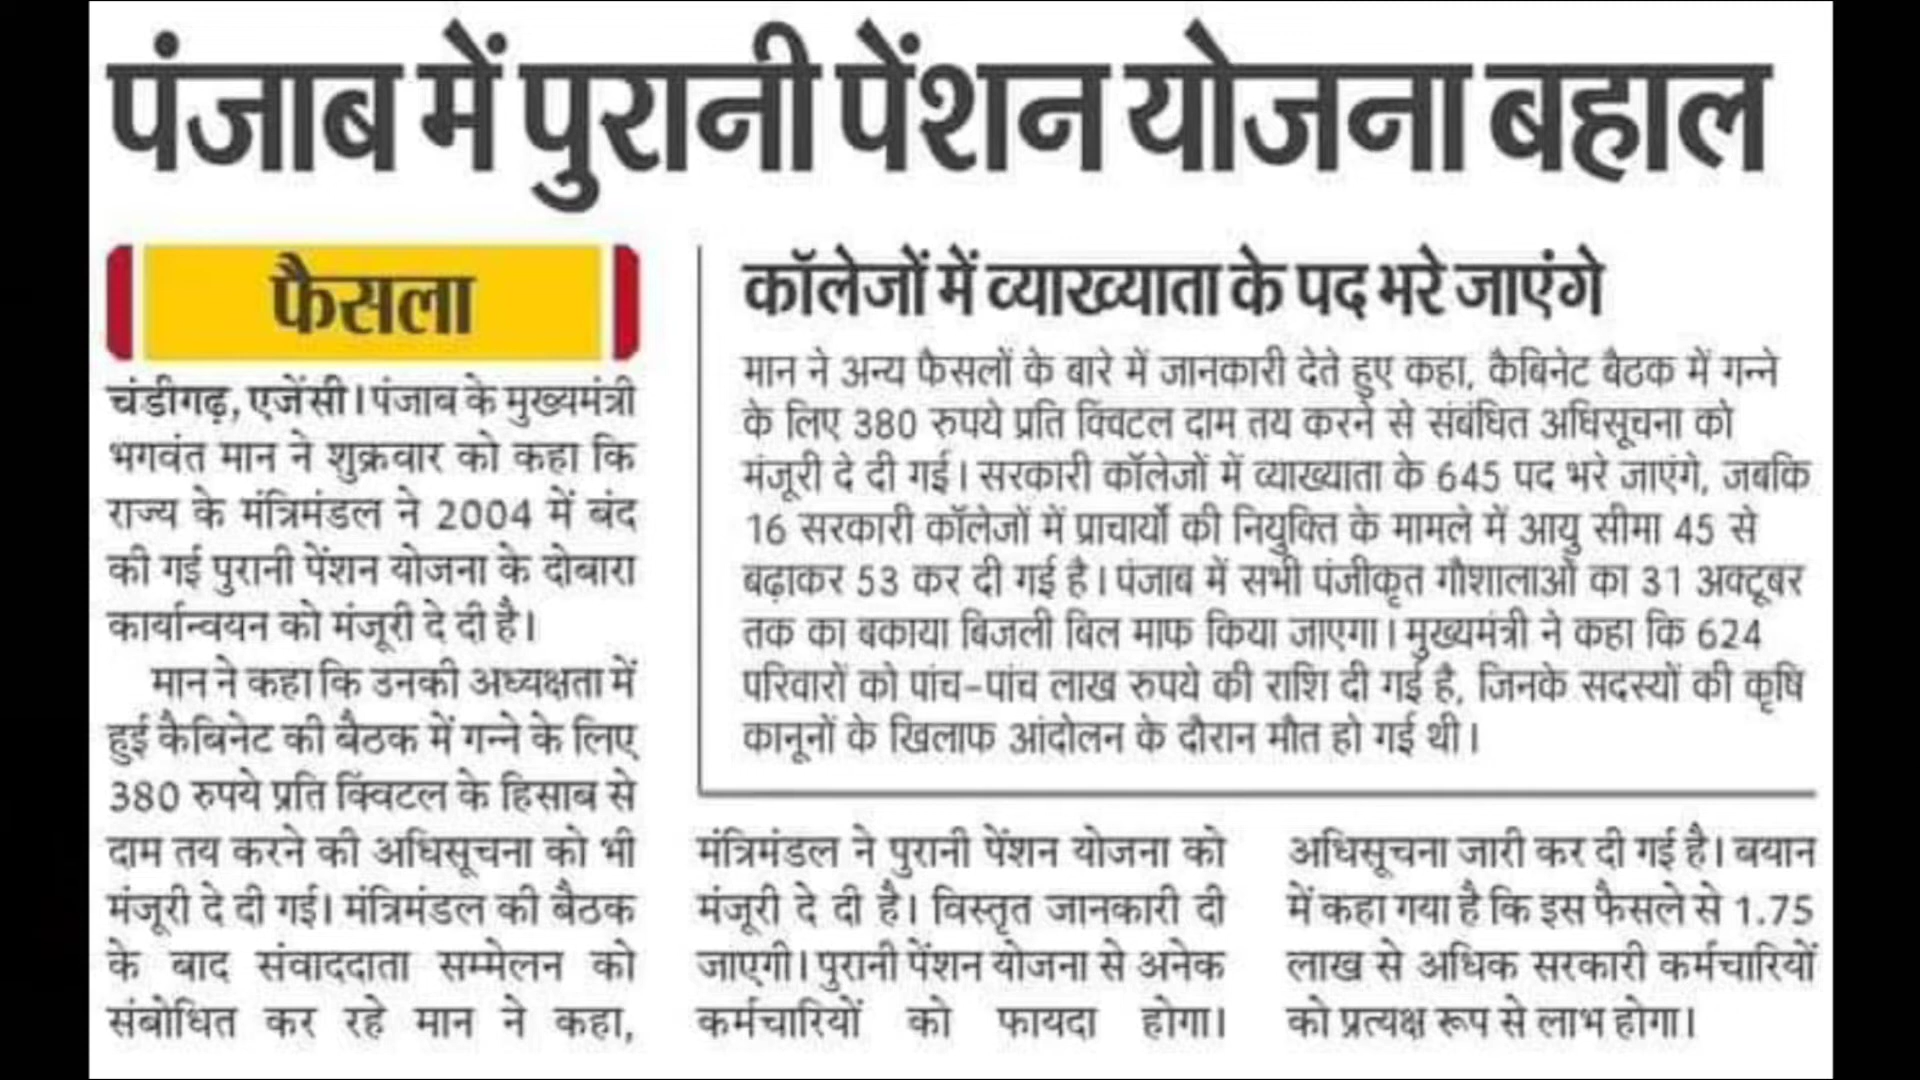 पंजाब में पुरानी पेंशन योजना बहाल
फैसला
चंडीगढ़, एजेंसी। पंजाब के मुख्यमंत्री
भगवंत मान ने शुक्रवार को कहा कि
राज्य के मंत्रिमंडल ने 2004 में बंद
की गई पुरानी पेंशन योजना के दोबारा
कार्यान्वयन को मंजूरी दे दी है।
मान ने कहा कि उनकी अध्यक्षता में
हुई कैबिनेट की बैठक में गन्ने के लिए
380 रुपये प्रति क्विंटल के हिसाब से
दाम तय करने की अधिसूचना को भी
मंजूरी दे दी गई। मंत्रिमंडल की बैठक
के बाद संवाददाता सम्मेलन को
संबोधित कर रहे मान ने कहा,
कॉलेजों में व्याख्याता के पद भरे जाएंगे
मान ने अन्य फैसलों के बारे में जानकारी देते हुए कहा, कैबिनेट बैठक में गन्ने
के लिए 380 रुपये प्रति क्विंटल दाम तय करने से संबंधित अधिसूचना को
मंजूरी दे दी गई। सरकारी कॉलेजों में व्याख्याता के 645 पद भरे जाएंगे, जबकि
16 सरकारी कॉलेजों में प्राचार्यों की नियुक्ति के मामले में आयु सीमा 45 से
बढ़ाकर 53 कर दी गई है। पंजाब में सभी पंजीकृत गौशालाओं का 31 अक्टूबर
तक का बकाया बिजली बिल माफ किया जाएगा। मुख्यमंत्री ने कहा कि 624
परिवारों को पांच-पांच लाख रुपये की राशि दी गई है, जिनके सदस्यों की कृषि
कानूनों के खिलाफ आंदोलन के दौरान मौत हो गई थी।
मंत्रिमंडल ने पुरानी पेंशन योजना को
मंजूरी दे दी है। विस्तृत जानकारी दी
जाएगी। पुरानी पेंशन योजना से अनेक
कर्मचारियों को फायदा होगा।
अधिसूचना जारी कर दी गई है। बयान
में कहा गया है कि इस फैसले से 1.75
लाख से अधिक सरकारी कर्मचारियों
को प्रत्यक्ष रूप से लाभ होगा।